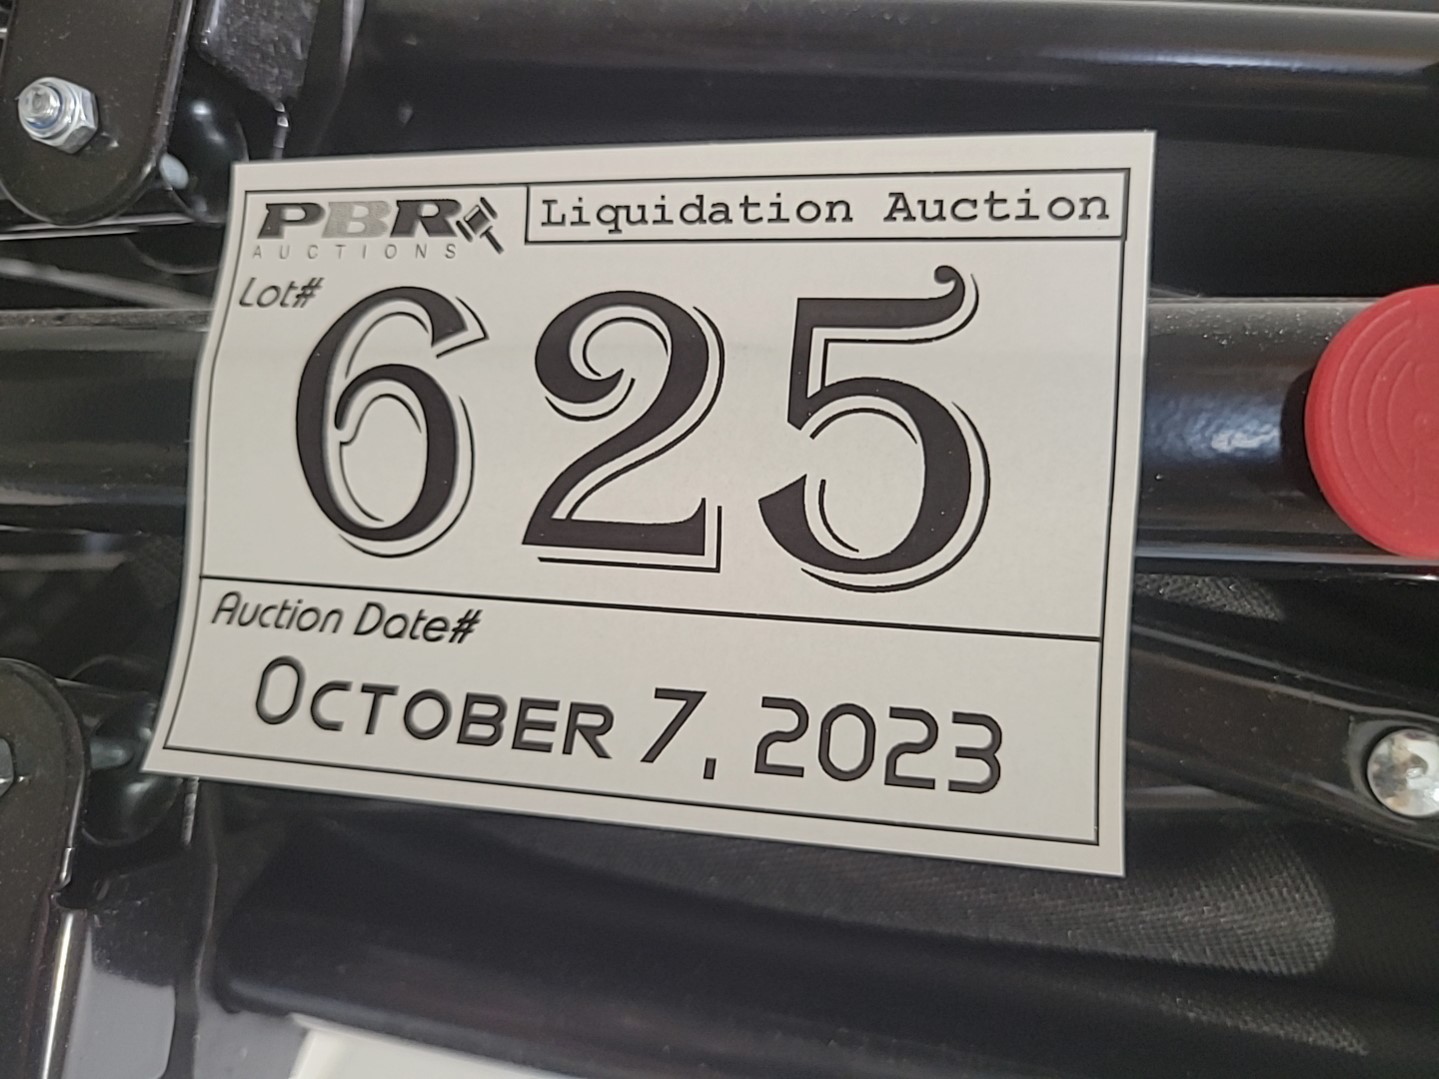 PBR
AUCTIONS
Liquidation Auction
Lot#
625
Auction Date#
OCTOBER 7, 2023